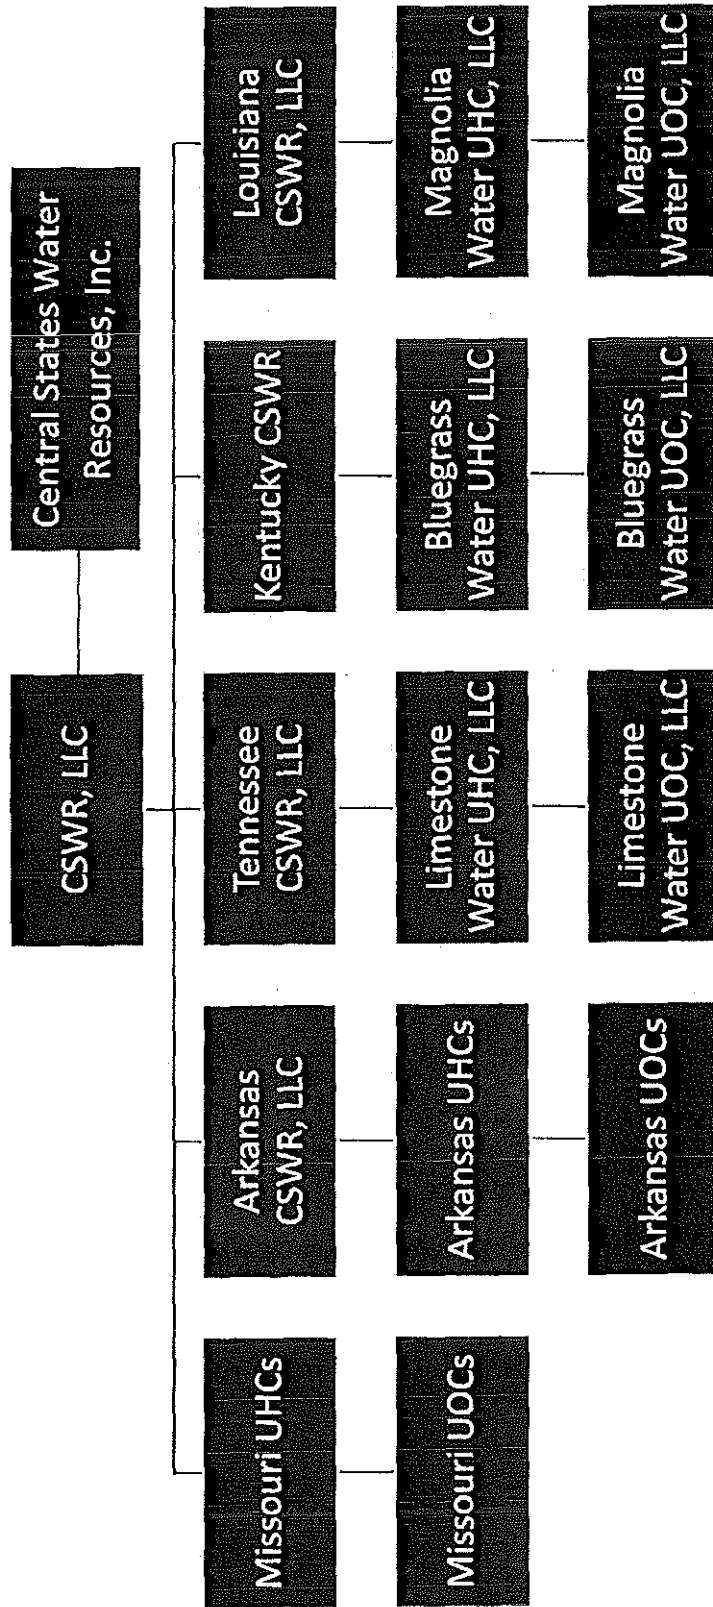 CSWR, LLC
Central States Water
Resources, Inc.
Missouri UHCs
Arkansas
CSWR, LLC
Tennessee
CSWR, LLC
Kentucky CSWR
Louisiana
CSWR, LLC
Missouri UOCs
Arkansas UHCs
Limestone
Water UHC, LLC
Bluegrass
Water UHC, LLC
Magnolia
Water UHC, LLC
Arkansas UOCs
Limestone
Water UOC, LLC
Bluegrass
Water UOC, LLC
Magnolia
Water UOC, LLC